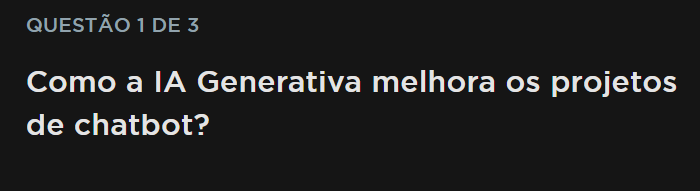 QUESTÃO 1 DE 3
Como a IA Generativa melhora os projetos
de chatbot?